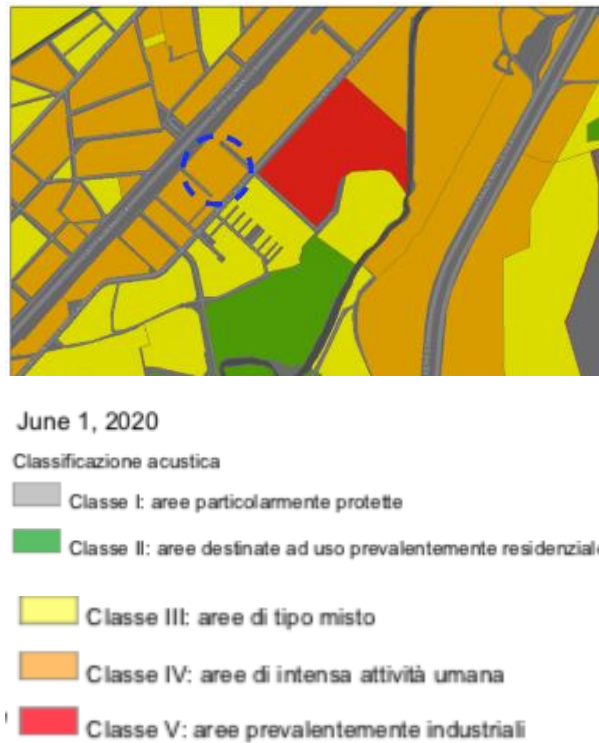 June 1, 2020
Classificazione acustica
Classe I: aree particolarmente protette
Classe II: aree destinate ad uso prevalentemente residenziale
Classe III: aree di tipo misto
Classe IV: aree di intensa attività umana
Classe V: aree prevalentemente industriali